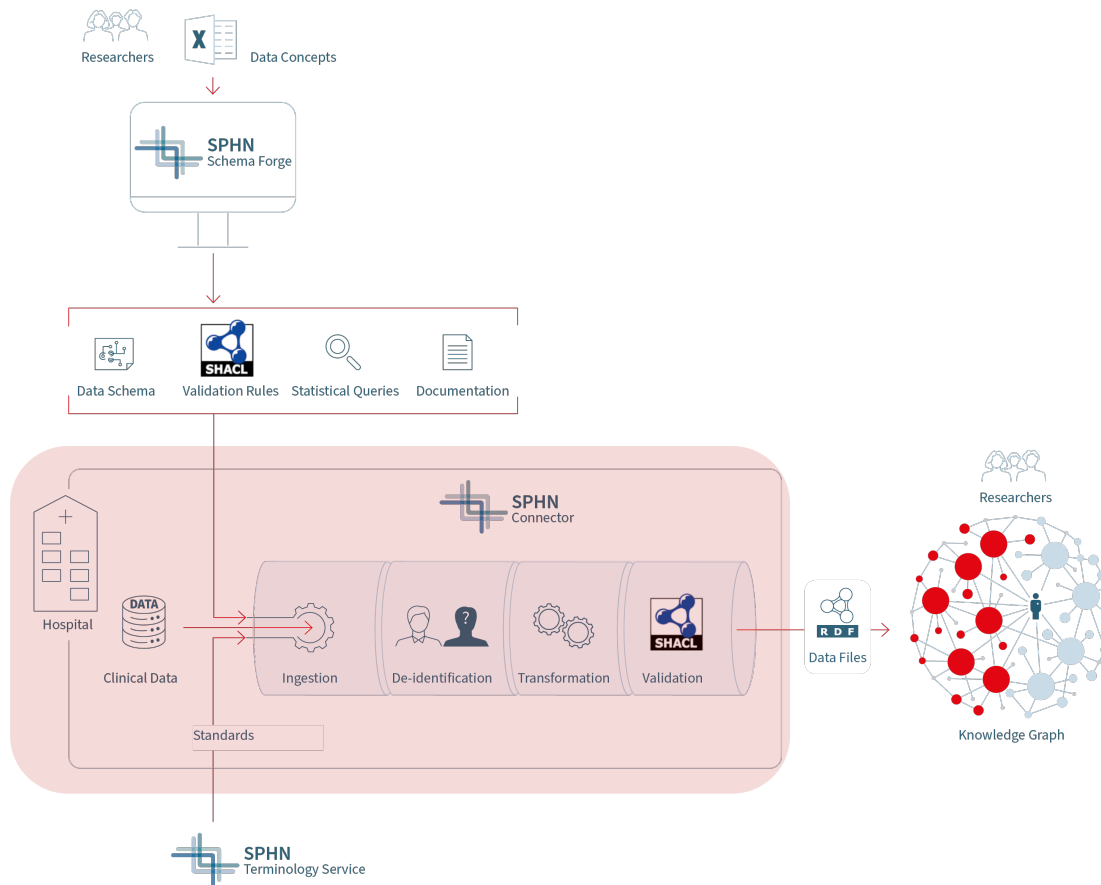 Researchers
Data Concepts
X
SPHN
Schema Forge
SHACL
Data Schema
Validation Rules
Statistical Queries
Documentation
SPHN
Connector
Researchers
Hospital
DATA
?
SHACL
RDF
Data Files
Clinical Data
Ingestion
De-identification
Transformation
Validation
Standards
Knowledge Graph
SPHN
Terminology Service